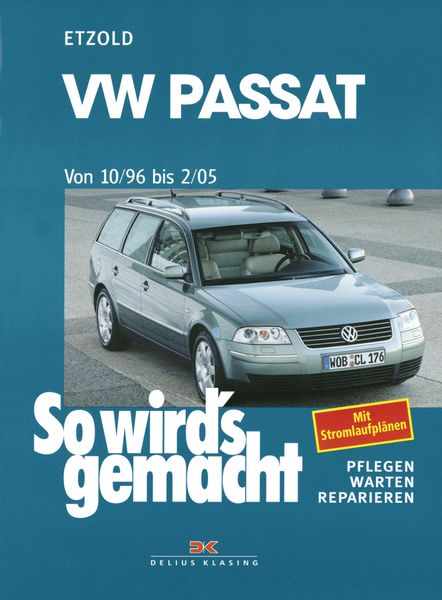 ETZOLD
VW PASSAT
Von 10/96 bis 2/05
WOB CL 176
Mit
Stromlaufplänen
So wird's
gemacht
PFLEGEN
WARTEN
REPARIEREN
DK
DELIUS KLASING